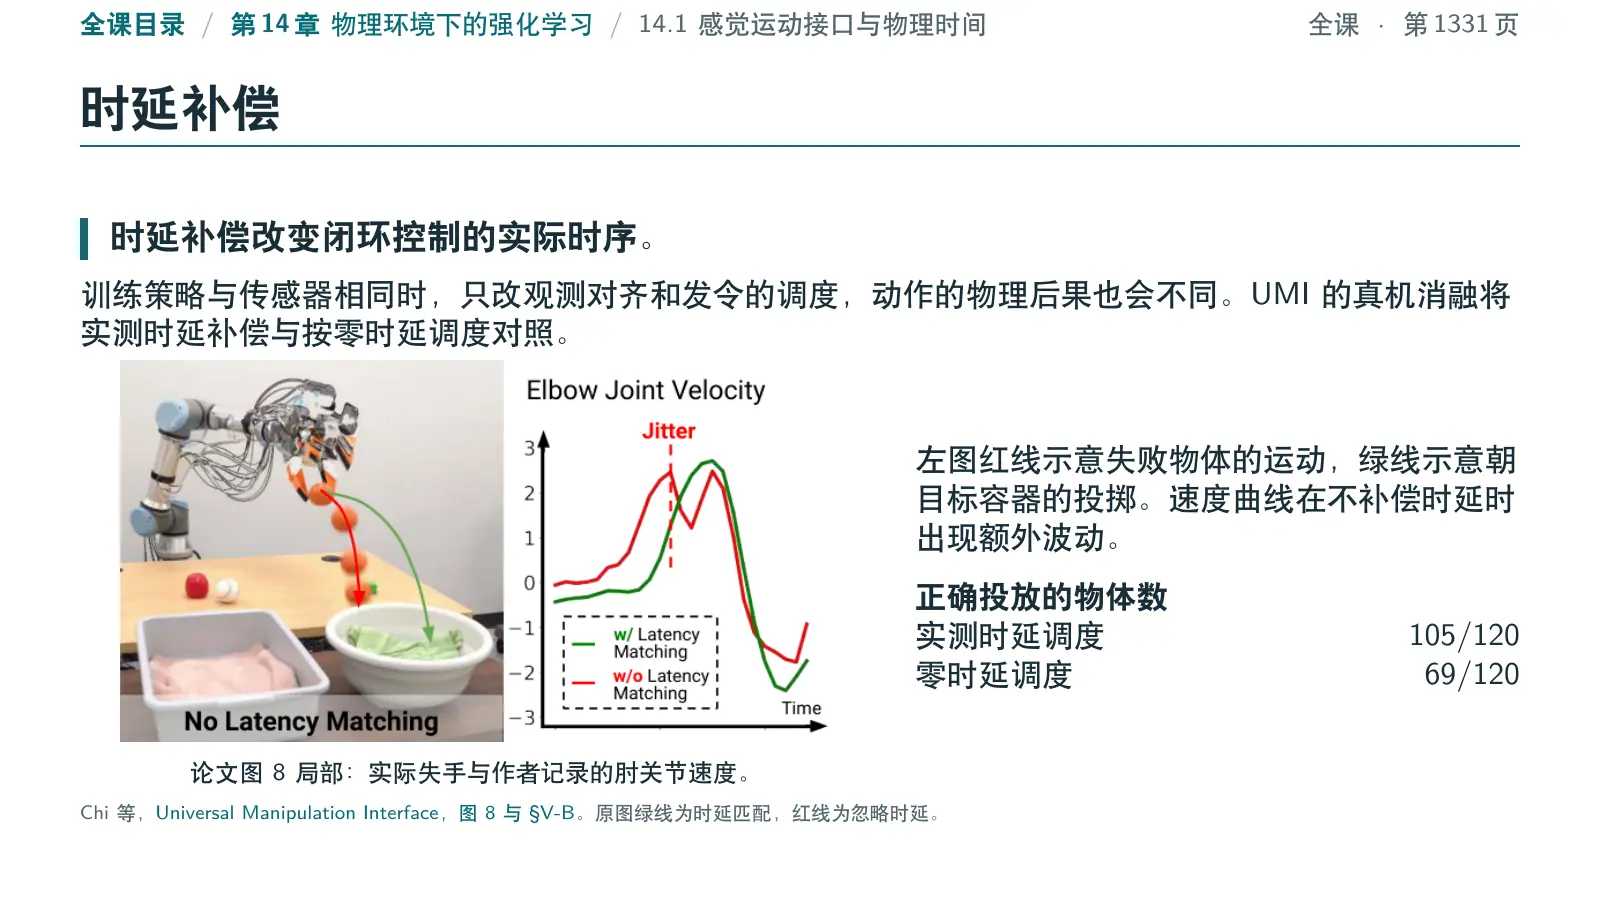 全课目录 / 第14章 物理环境下的强化学习 / 14.1 感觉运动接口与物理时间
全课 · 第1331页
时延补偿
时延补偿改变闭环控制的实际时序。
训练策略与传感器相同时，只改观测对齐和发令的调度，动作的物理后果也会不同。UMI 的真机消融将
实测时延补偿与按零时延调度对照。
No Latency Matching
Elbow Joint Velocity
Jitter
3
2
1
0
−1
−2
−3
w/ Latency
Matching
w/o Latency
Matching
Time
论文图 8 局部：实际失手与作者记录的肘关节速度。
左图红线示意失败物体的运动，绿线示意朝
目标容器的投掷。速度曲线在不补偿时延时
出现额外波动。
正确投放的物体数
实测时延调度 105/120
零时延调度 69/120
Chi 等，Universal Manipulation Interface，图 8 与 §V-B。原图绿线为时延匹配，红线为忽略时延。